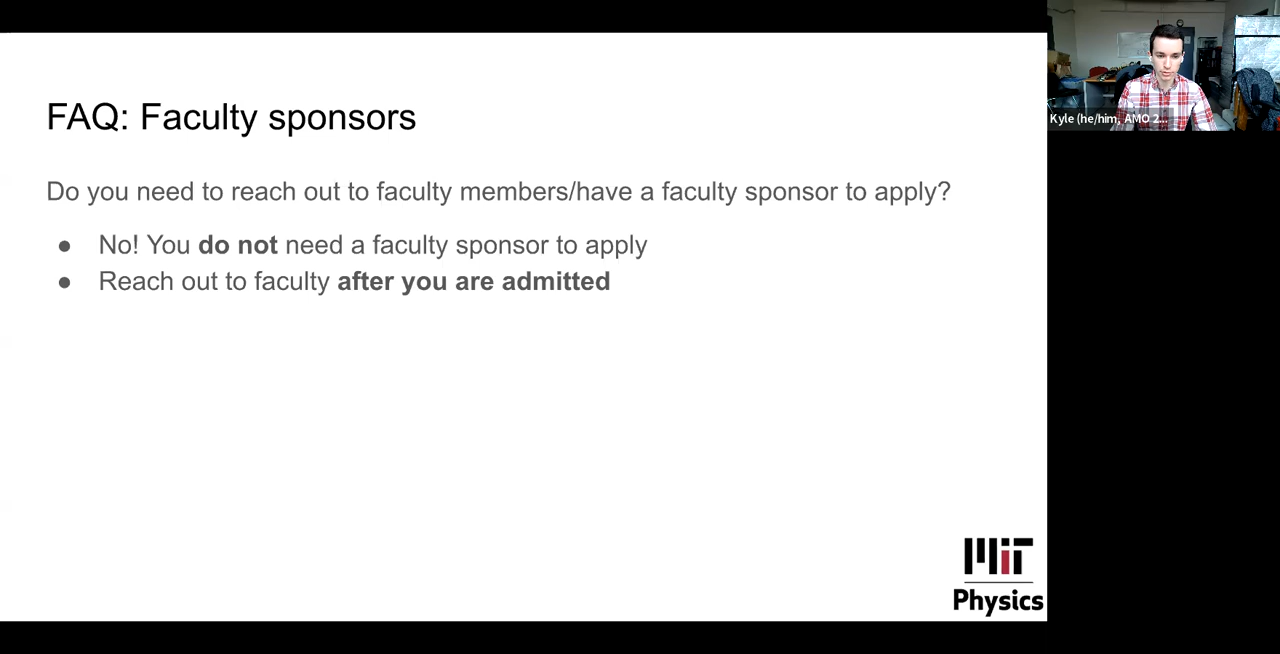 FAQ: Faculty sponsors
Do you need to reach out to faculty members/have a faculty sponsor to apply?
● No! You do not need a faculty sponsor to apply
● Reach out to faculty after you are admitted
Kyle (he/him, AMO 2...
MIT
Physics